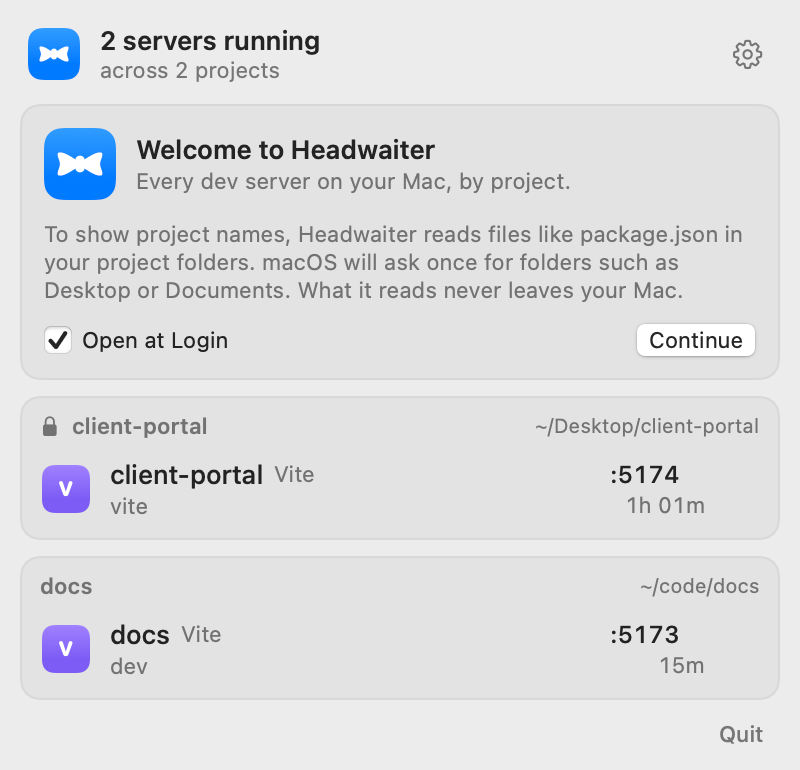 2 servers running
across 2 projects
Welcome to Headwaiter
Every dev server on your Mac, by project.
To show project names, Headwaiter reads files like package.json in
your project folders. macOS will ask once for folders such as
Desktop or Documents. What it reads never leaves your Mac.
Open at Login
Continue
client-portal ~/Desktop/client-portal
V client-portal Vite :5174
vite 1h 01m
docs ~/code/docs
V docs Vite :5173
dev 15m
Quit